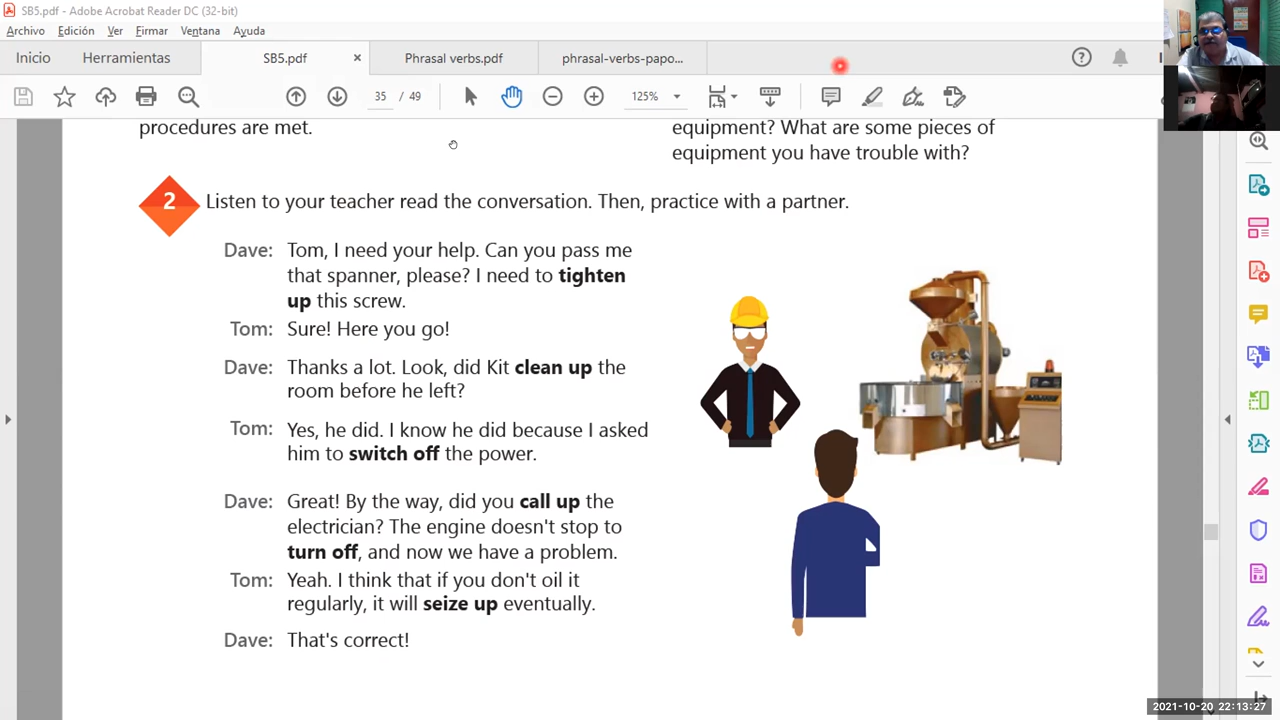 SB5.pdf - Adobe Acrobat Reader DC (32-bit)
Archivo Edición Ver Firmar Ventana Ayuda
Inicio Herramientas SB5.pdf × Phrasal verbs.pdf phrasal-verbs-papo...
35 / 49 125%
procedures are met.
equipment? What are some pieces of
equipment you have trouble with?
2 Listen to your teacher read the conversation. Then, practice with a partner.
Dave: Tom, I need your help. Can you pass me
that spanner, please? I need to tighten
up this screw.
Tom: Sure! Here you go!
Dave: Thanks a lot. Look, did Kit clean up the
room before he left?
Tom: Yes, he did. I know he did because I asked
him to switch off the power.
Dave: Great! By the way, did you call up the
electrician? The engine doesn't stop to
turn off, and now we have a problem.
Tom: Yeah. I think that if you don't oil it
regularly, it will seize up eventually.
Dave: That's correct!
2021-10-20 22:13:27